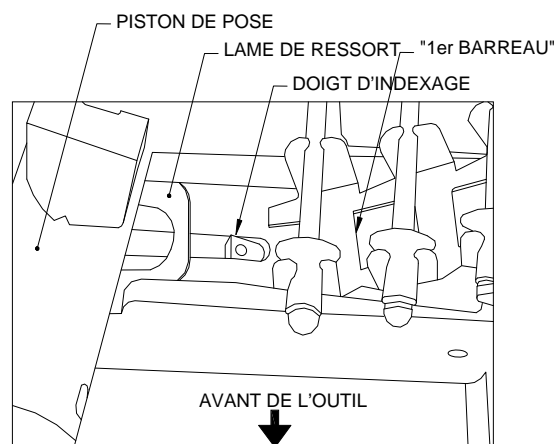 PISTON DE POSE
LAME DE RESSORT
"1er BARREAU"
DOIGT D'INDEXAGE
AVANT DE L'OUTIL